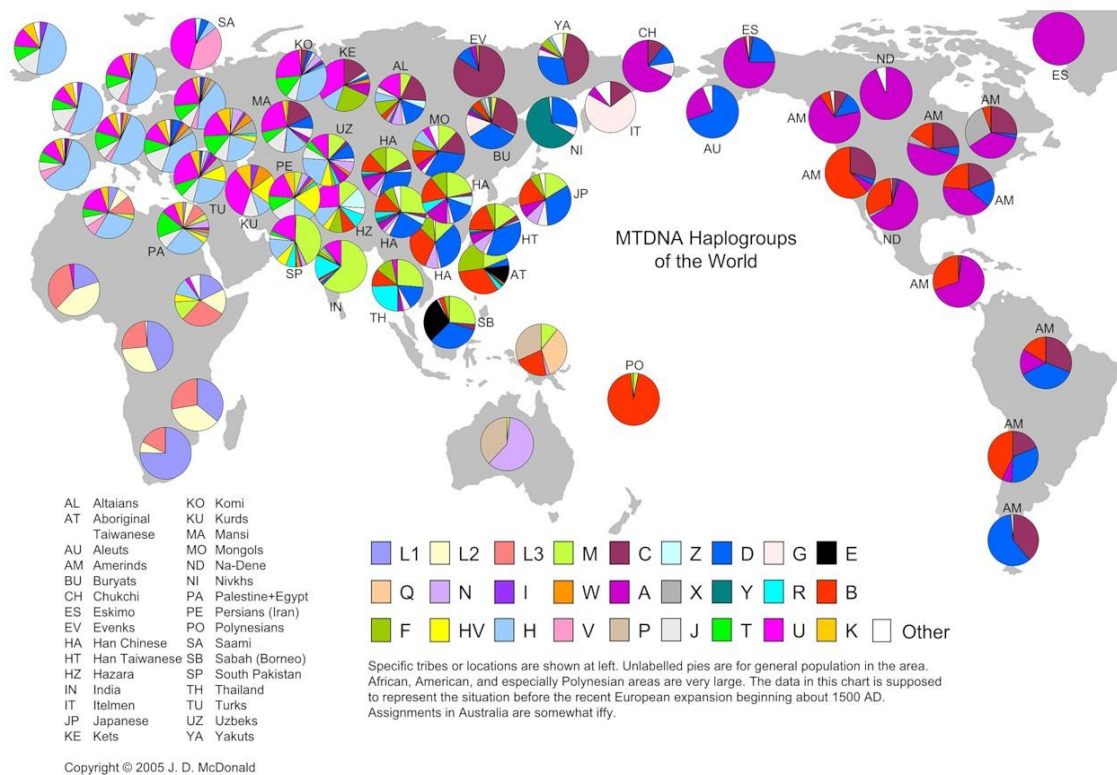 SA
KO
KE
AL
EV
YA
CH
ES
ND
ES
MA
MO
UZ
HA
BU
NI
IT
AU
AM
AM
AM
PE
HA
JP
AM
AM
TU
KU
HZ
HA
HT
ND
PA
SP
HA
AT
IN
TH
SB
MTDNA Haplogroups
of the World
PO
AM
AM
AM
AL Altaians KO Komi
AT Aboriginal KU Kurds
Taiwanese MA Mansi
AU Aleuts MO Mongols
AM Amerinds ND Na-Dene
BU Buryats NI Nivkhs
CH Chukchi PA Palestine+Egypt
ES Eskimo PE Persians (Iran)
EV Evenks PO Polynesians
HA Han Chinese SA Saami
HT Han Taiwanese SB Sabah (Borneo)
HZ Hazara SP South Pakistan
IN India TH Thailand
IT Itelmen TU Turks
JP Japanese UZ Uzbeks
KE Kets YA Yakuts
L1 L2 L3 M C Z D G E
Q N I W A X Y R B
F HV H V P J T U K Other
Specific tribes or locations are shown at left. Unlabelled pies are for general population in the area.
African, American, and especially Polynesian areas are very large. The data in this chart is supposed
to represent the situation before the recent European expansion beginning about 1500 AD.
Assignments in Australia are somewhat iffy.
Copyright © 2005 J. D. McDonald